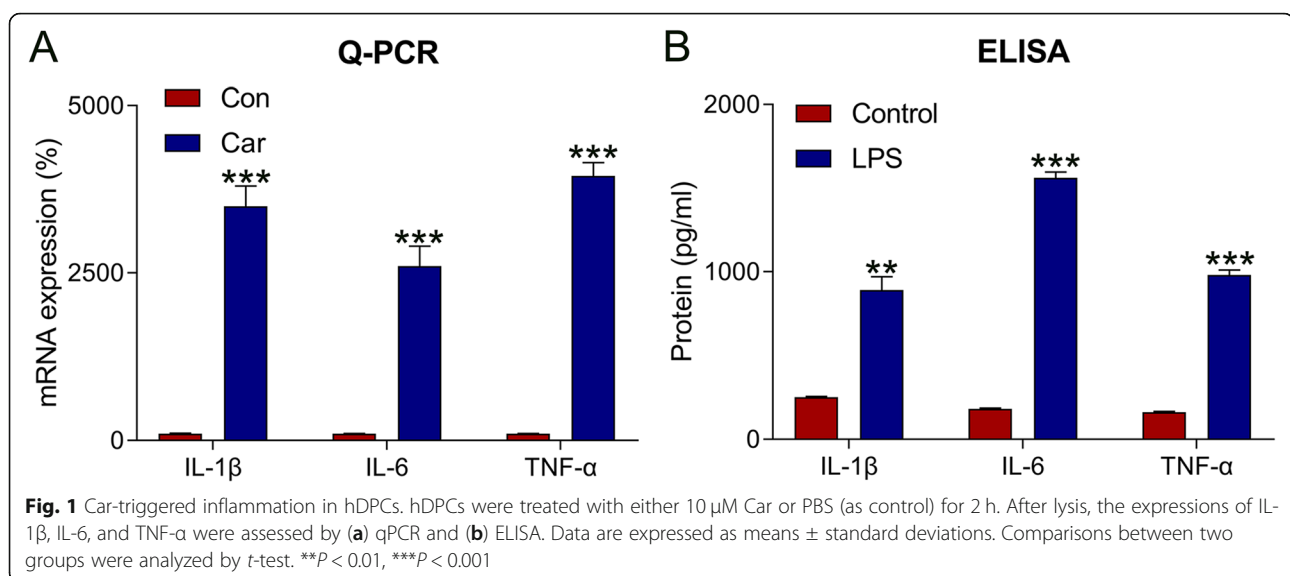 A
Q-PCR
Con
Car
mRNA expression (%)
5000
2500
0
***
***
***
IL-1β
IL-6
TNF-α
B
ELISA
Control
LPS
Protein (pg/ml)
2000
1000
0
**
***
***
IL-1β
IL-6
TNF-α
Fig. 1 Car-triggered inflammation in hDPCs. hDPCs were treated with either 10 μM Car or PBS (as control) for 2 h. After lysis, the expressions of IL-
1β, IL-6, and TNF-α were assessed by (a) qPCR and (b) ELISA. Data are expressed as means ± standard deviations. Comparisons between two
groups were analyzed by t-test. **P < 0.01, ***P < 0.001